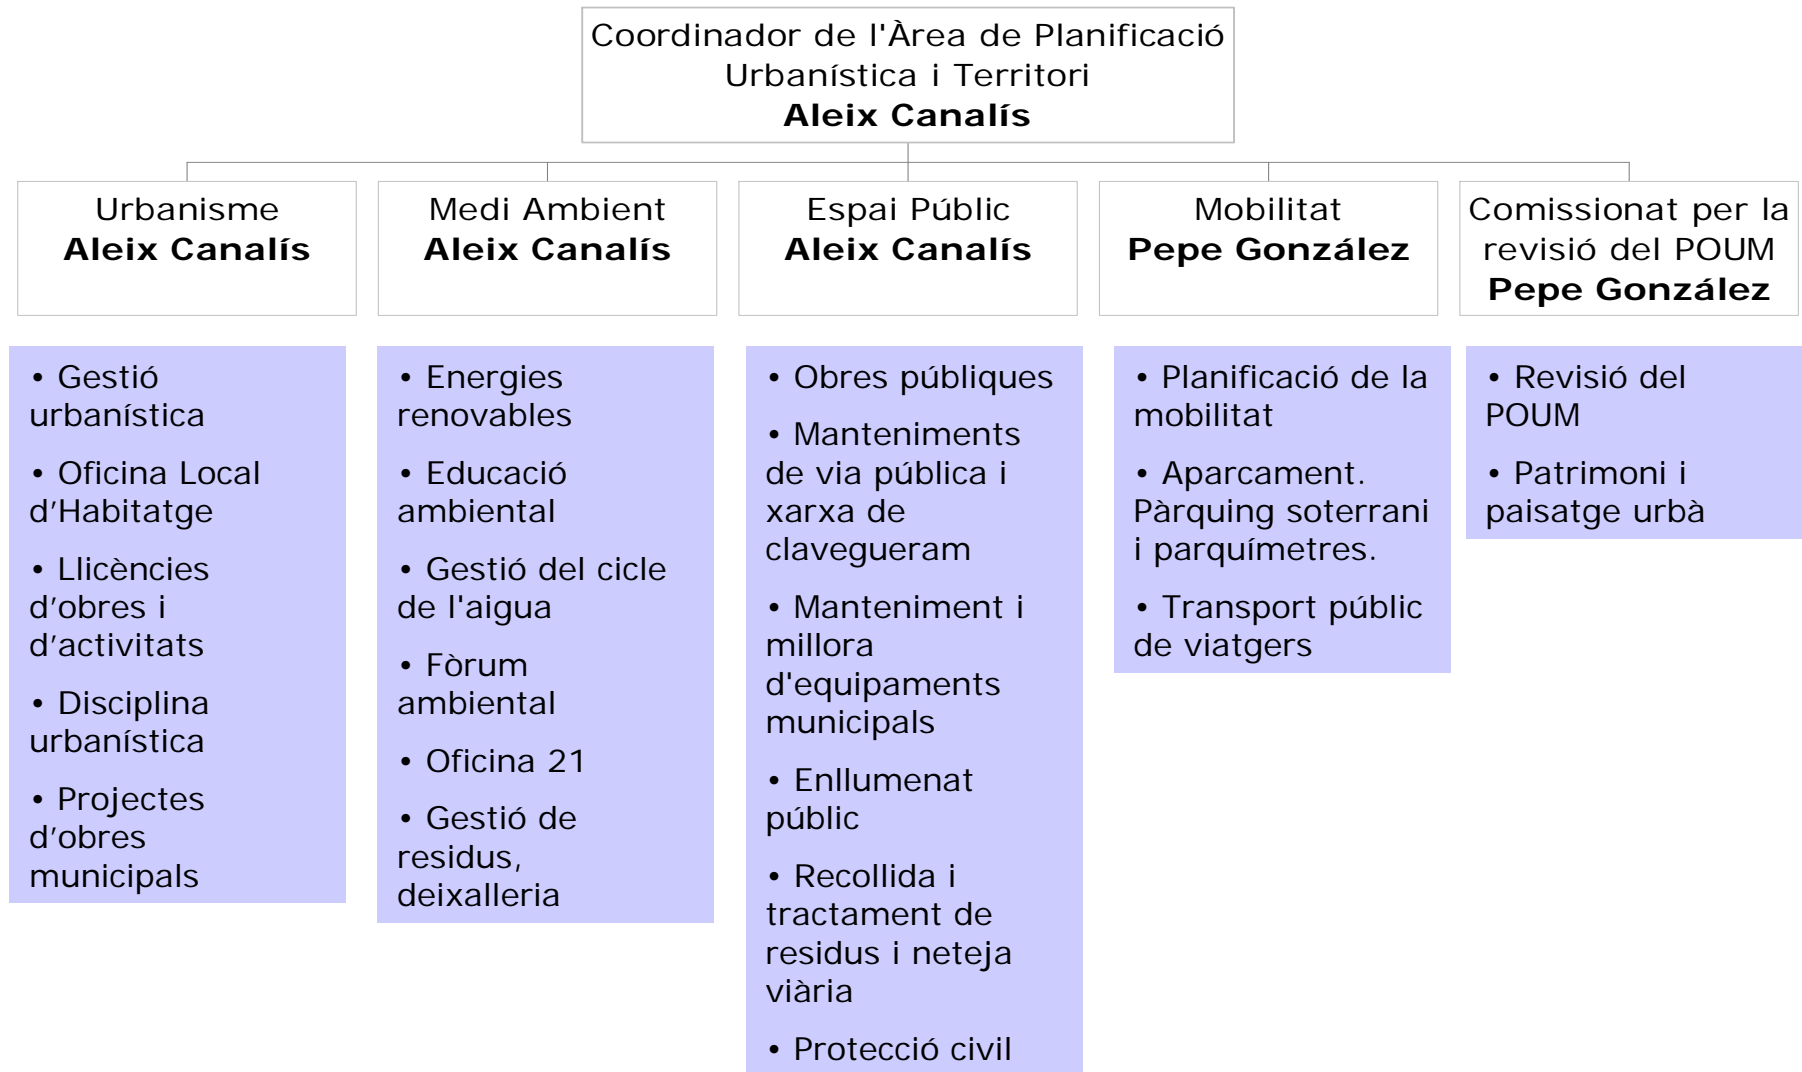 Coordinador de l'Àrea de Planificació
Urbanística i Territori
Aleix Canalís
Urbanisme
Aleix Canalís
Medi Ambient
Aleix Canalís
Espai Públic
Aleix Canalís
Mobilitat
Pepe González
Comissionat per la
revisió del POUM
Pepe González
• Gestió
urbanística
• Oficina Local
d’Habitatge
• Llicències
d’obres i
d’activitats
• Disciplina
urbanística
• Projectes
d’obres
municipals
• Energies
renovables
• Educació
ambiental
• Gestió del cicle
de l'aigua
• Fòrum
ambiental
• Oficina 21
• Gestió de
residus,
deixalleria
• Obres públiques
• Manteniments
de via pública i
xarxa de
clavegueram
• Manteniment i
millora
d'equipaments
municipals
• Enllumenat
públic
• Recollida i
tractament de
residus i neteja
viària
• Protecció civil
• Planificació de la
mobilitat
• Aparcament.
Pàrquing soterrani
i parquímetres.
• Transport públic
de viatgers
• Revisió del
POUM
• Patrimoni i
paisatge urbà